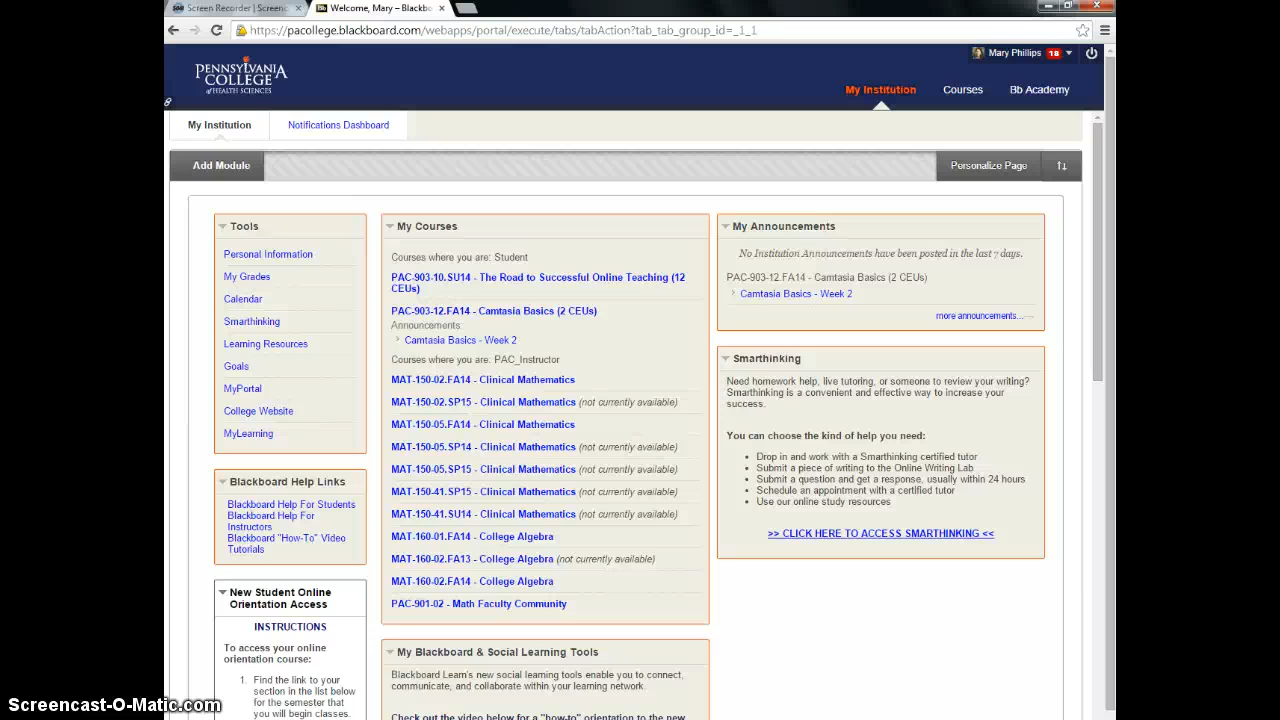 Screen Recorder | Screenc
Welcome, Mary – Blackbo
https://pacollege.blackboard.com/webapps/portal/execute/tabs/tabAction?tab_tab_group_id=_1_1
PENNSYLVANIA
COLLEGE
of HEALTH SCIENCES
Mary Phillips 18
My Institution
Courses
Bb Academy
My Institution
Notifications Dashboard
Add Module
Personalize Page
Tools
Personal Information
My Grades
Calendar
Smarthinking
Learning Resources
Goals
MyPortal
College Website
MyLearning
Blackboard Help Links
Blackboard Help For Students
Blackboard Help For
Instructors
Blackboard "How-To" Video
Tutorials
New Student Online
Orientation Access
INSTRUCTIONS
To access your online
orientation course:
1. Find the link to your
section in the list below
for the semester that
you will begin classes.
My Courses
Courses where you are: Student
PAC-903-10.SU14 - The Road to Successful Online Teaching (12
CEUs)
PAC-903-12.FA14 - Camtasia Basics (2 CEUs)
Announcements:
Camtasia Basics - Week 2
Courses where you are: PAC_Instructor
MAT-150-02.FA14 - Clinical Mathematics
MAT-150-02.SP15 - Clinical Mathematics (not currently available)
MAT-150-05.FA14 - Clinical Mathematics
MAT-150-05.SP14 - Clinical Mathematics (not currently available)
MAT-150-05.SP15 - Clinical Mathematics (not currently available)
MAT-150-41.SP15 - Clinical Mathematics (not currently available)
MAT-150-41.SU14 - Clinical Mathematics (not currently available)
MAT-160-01.FA14 - College Algebra
MAT-160-02.FA13 - College Algebra (not currently available)
MAT-160-02.FA14 - College Algebra
PAC-901-02 - Math Faculty Community
My Blackboard & Social Learning Tools
Blackboard Learn's new social learning tools enable you to connect,
communicate, and collaborate within your learning network.
Check out the video below for a "how-to" orientation to the new
My Announcements
No Institution Announcements have been posted in the last 7 days.
PAC-903-12.FA14 - Camtasia Basics (2 CEUs)
Camtasia Basics - Week 2
more announcements...
Smarthinking
Need homework help, live tutoring, or someone to review your writing?
Smarthinking is a convenient and effective way to increase your
success.
You can choose the kind of help you need:
• Drop in and work with a Smarthinking certified tutor
• Submit a piece of writing to the Online Writing Lab
• Submit a question and get a response, usually within 24 hours
• Schedule an appointment with a certified tutor
• Use our online study resources
>> CLICK HERE TO ACCESS SMARTHINKING <<
Screencast-O-Matic.com